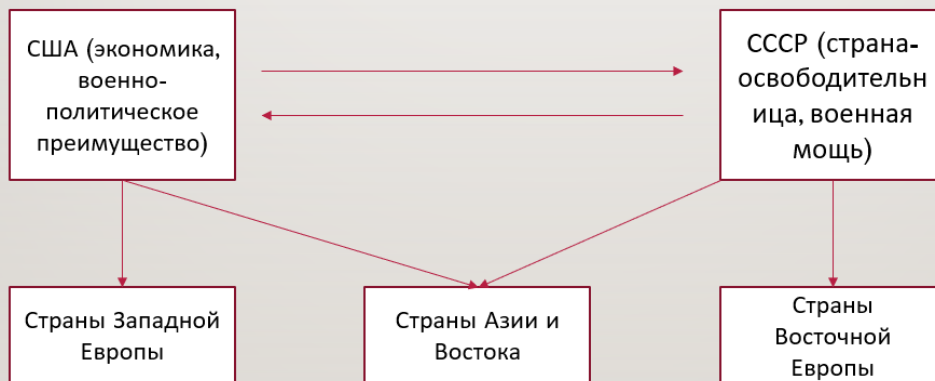 США (экономика,
военно-
политическое
преимущество)
СССР (страна-
освободительн
ица, военная
мощь)
Страны Западной
Европы
Страны Азии и
Востока
Страны
Восточной
Европы